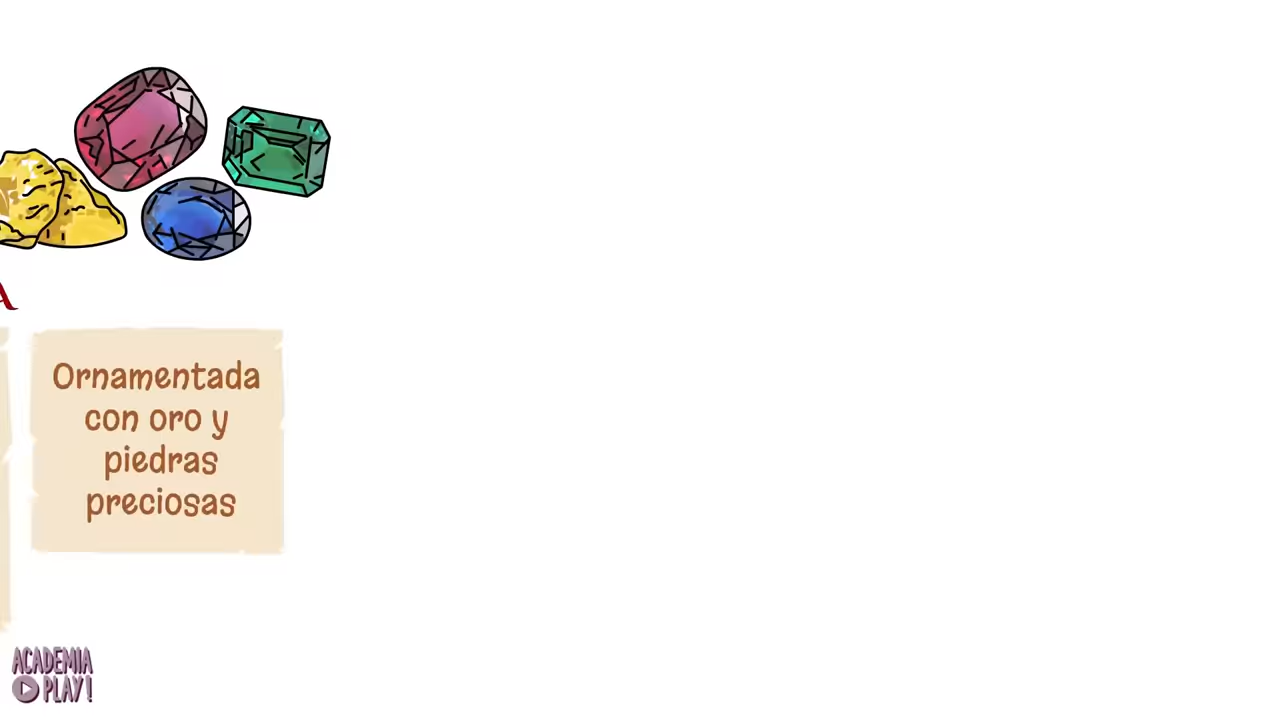 A
Ornamentada
con oro y
piedras
preciosas
ACADEMIA
PLAY!